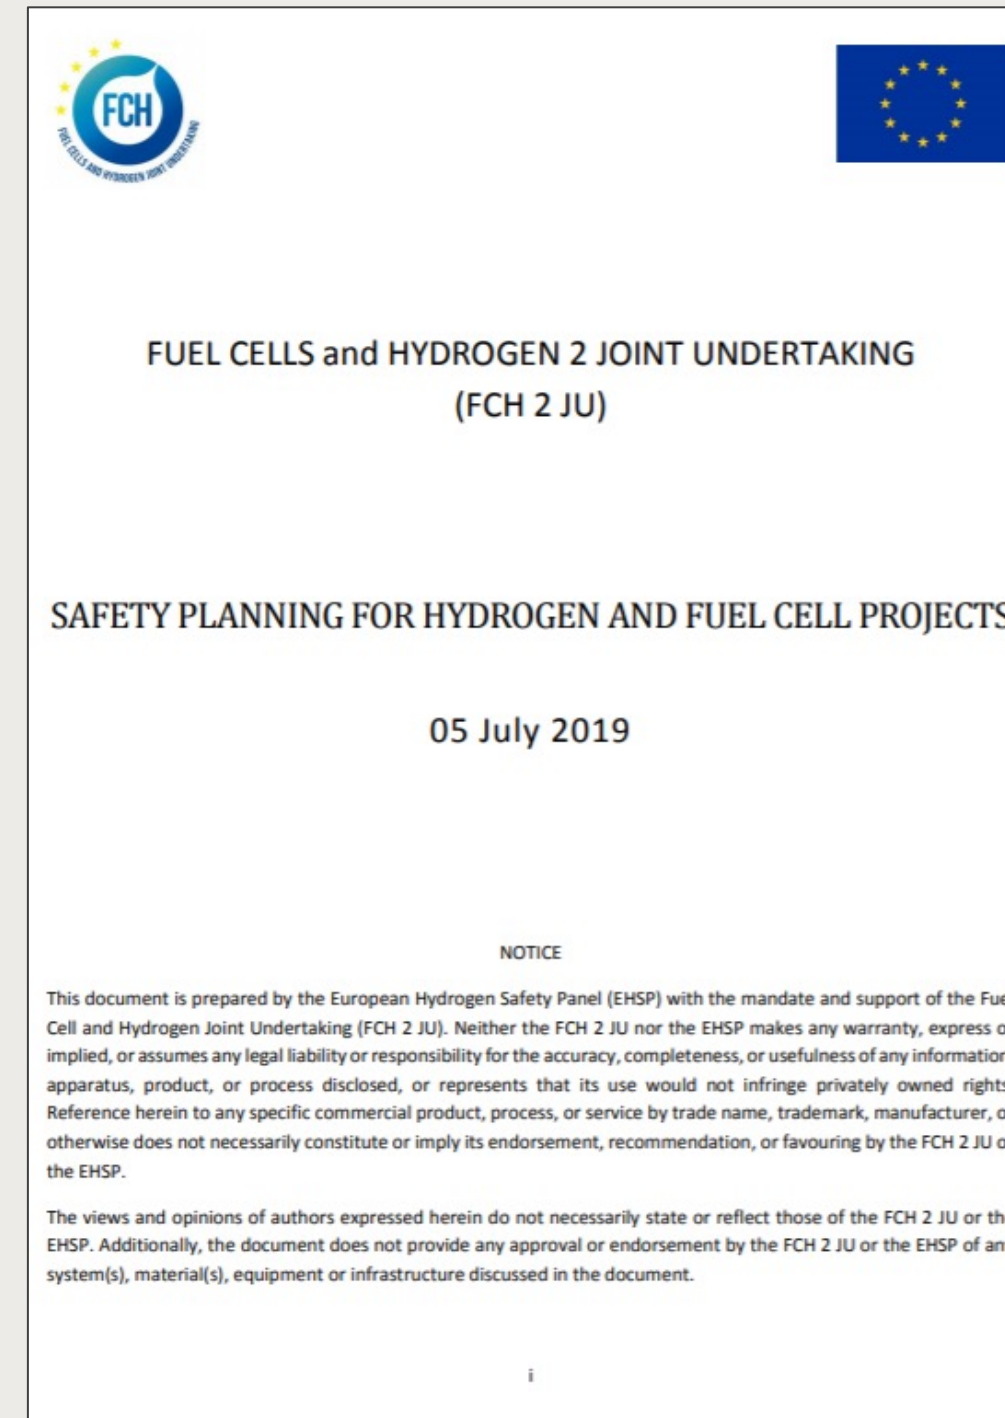 FCH
FUEL CELLS AND HYDROGEN JOINT UNDERTAKING
FUEL CELLS and HYDROGEN 2 JOINT UNDERTAKING
(FCH 2 JU)
SAFETY PLANNING FOR HYDROGEN AND FUEL CELL PROJECTS
05 July 2019
NOTICE
This document is prepared by the European Hydrogen Safety Panel (EHSP) with the mandate and support of the Fue
Cell and Hydrogen Joint Undertaking (FCH 2 JU). Neither the FCH 2 JU nor the EHSP makes any warranty, express o
implied, or assumes any legal liability or responsibility for the accuracy, completeness, or usefulness of any information
apparatus, product, or process disclosed, or represents that its use would not infringe privately owned rights
Reference herein to any specific commercial product, process, or service by trade name, trademark, manufacturer, o
otherwise does not necessarily constitute or imply its endorsement, recommendation, or favouring by the FCH 2 JU o
the EHSP.
The views and opinions of authors expressed herein do not necessarily state or reflect those of the FCH 2 JU or th
EHSP. Additionally, the document does not provide any approval or endorsement by the FCH 2 JU or the EHSP of an
system(s), material(s), equipment or infrastructure discussed in the document.
i